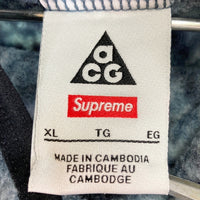 aCG
Supreme
XL TG EG
MADE IN CAMBODIA
FABRIQUE AU
CAMBODGE